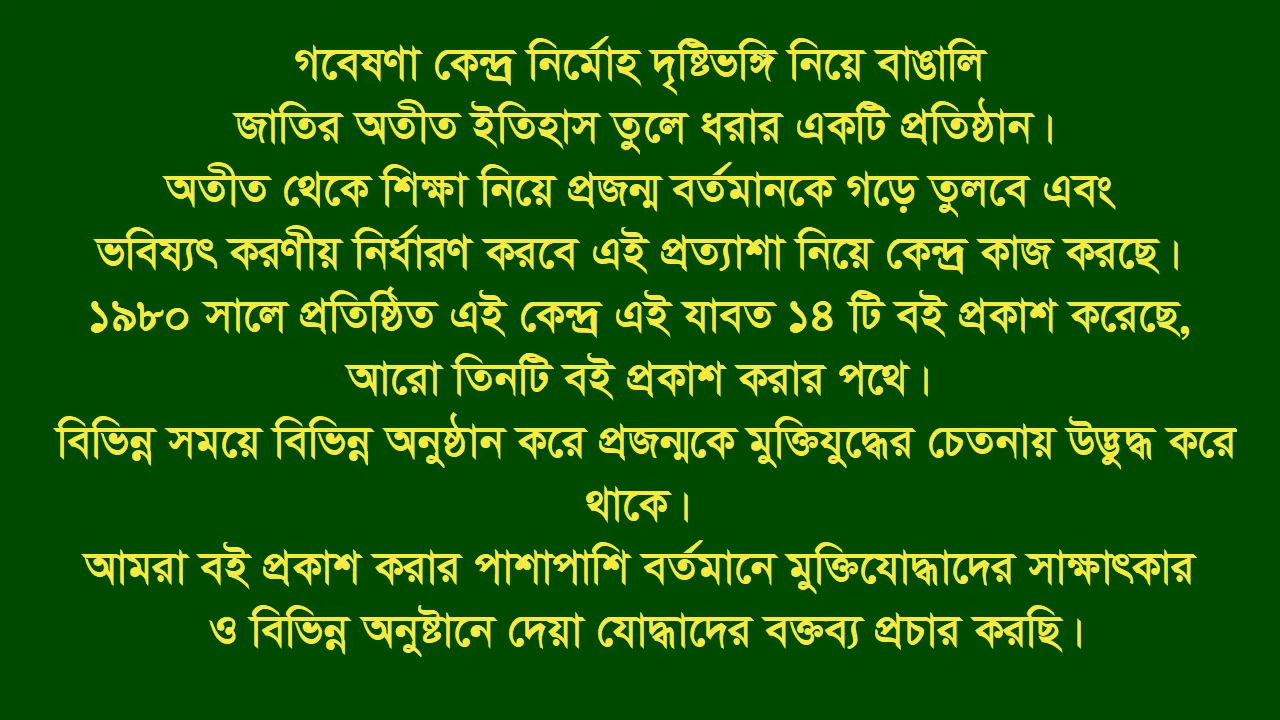 গবেষণা কেন্দ্র নির্মোহ দৃষ্টিভঙ্গি নিয়ে বাঙালি
জাতির অতীত ইতিহাস তুলে ধরার একটি প্রতিষ্ঠান।
অতীত থেকে শিক্ষা নিয়ে প্রজন্ম বর্তমানকে গড়ে তুলবে এবং
ভবিষ্যৎ করণীয় নির্ধারণ করবে এই প্রত্যাশা নিয়ে কেন্দ্র কাজ করছে।
১৯৮০ সালে প্রতিষ্ঠিত এই কেন্দ্র এই যাবত ১৪ টি বই প্রকাশ করেছে,
আরো তিনটি বই প্রকাশ করার পথে।
বিভিন্ন সময়ে বিভিন্ন অনুষ্ঠান করে প্রজন্মকে মুক্তিযুদ্ধের চেতনায় উদ্ভুদ্ধ করে
থাকে।
আমরা বই প্রকাশ করার পাশাপাশি বর্তমানে মুক্তিযোদ্ধাদের সাক্ষাৎকার
ও বিভিন্ন অনুষ্টানে দেয়া যোদ্ধাদের বক্তব্য প্রচার করছি।